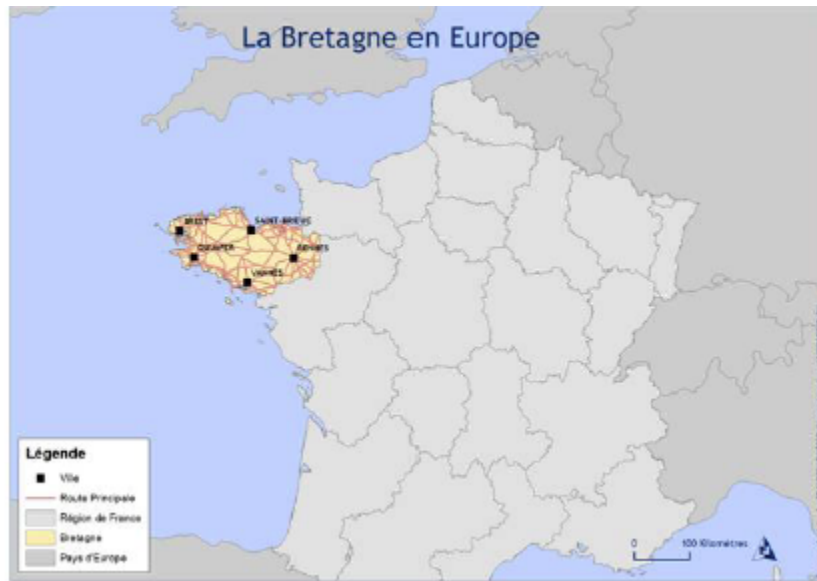 La Bretagne en Europe
BREST
SAINT-BRIEUC
QUIMPER
RENNES
VANNES
Légende
Ville
Route Principale
Région de France
Bretagne
Pays d'Europe
0 100 Kilomètres